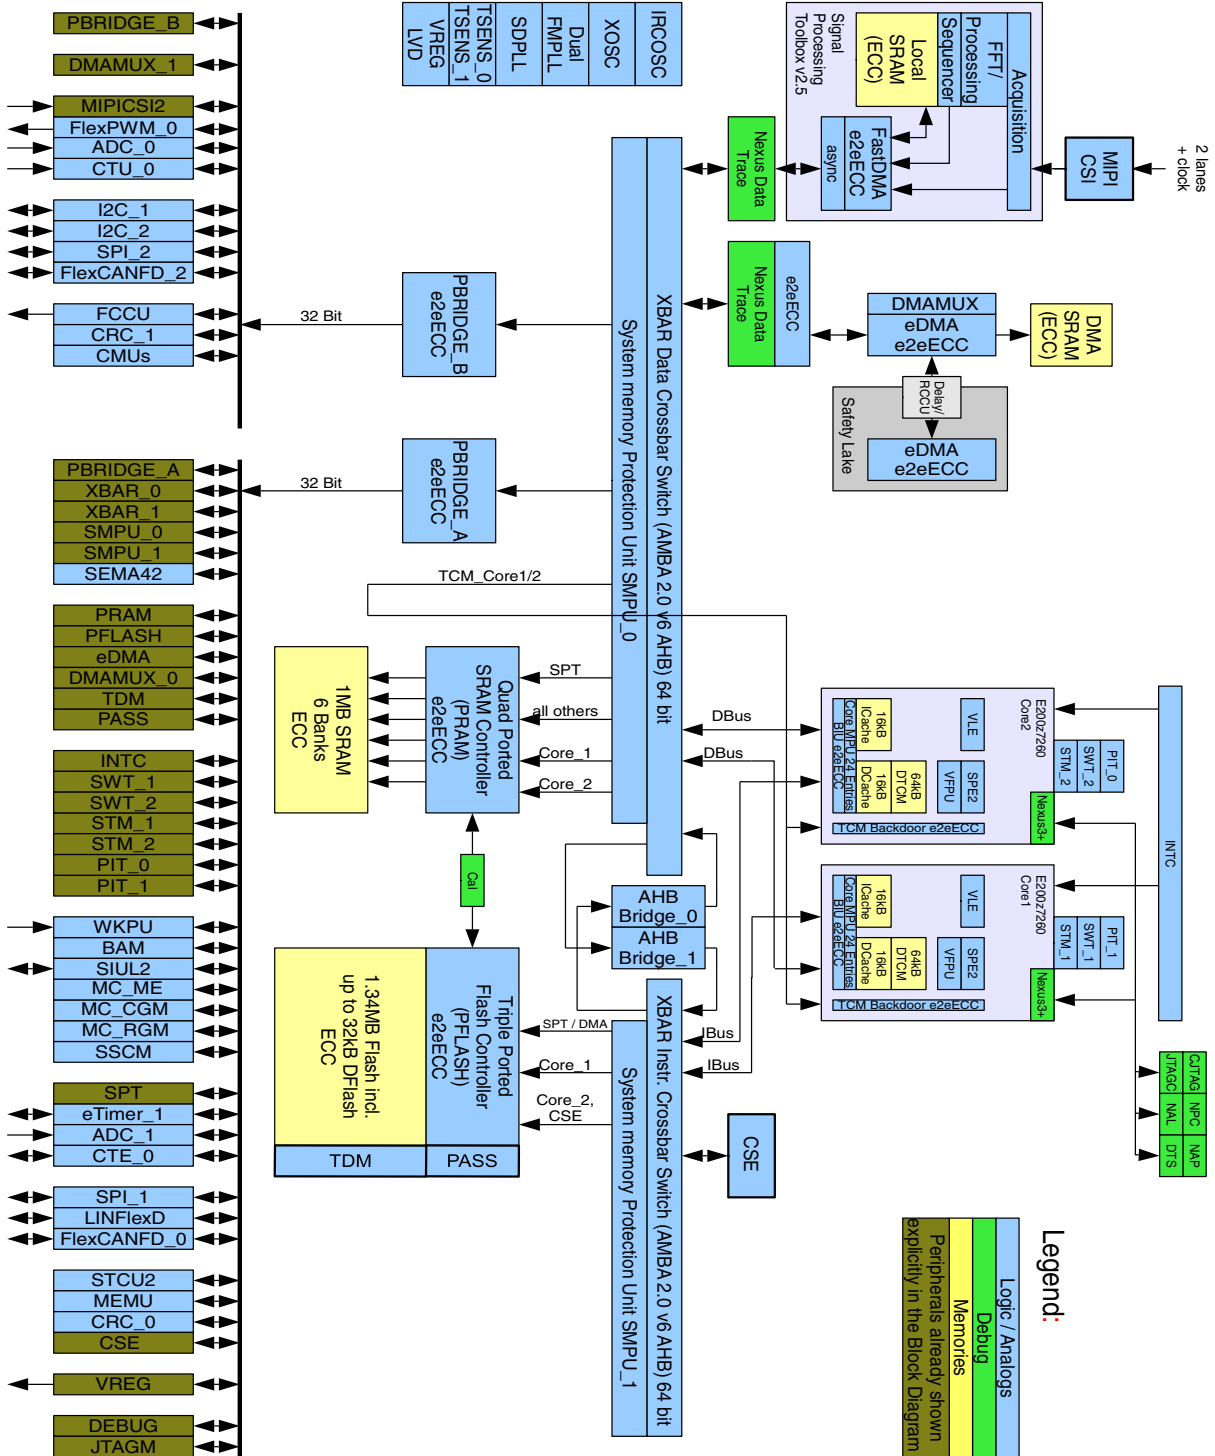 PBRIDGE_B
DMAMUX_1
MIPICSI2
FlexPWM_0
ADC_0
CTU_0
I2C_1
I2C_2
SPI_2
FlexCANFD_2
FCCU
CRC_1
CMUs
PBRIDGE_A
XBAR_0
XBAR_1
SMPU_0
SMPU_1
SEMA42
PRAM
PFLASH
eDMA
DMAMUX_0
TDM
PASS
INTC
SWT_1
SWT_2
STM_1
STM_2
PIT_0
PIT_1
WKPU
BAM
SIUL2
MC_ME
MC_CGM
MC_RGM
SSCM
SPT
eTimer_1
ADC_1
CTE_0
SPI_1
LINFlexD
FlexCANFD_0
STCU2
MEMU
CRC_0
CSE
VREG
DEBUG
JTAGM
IRCOSC
XOSC
Dual
FMPLL
SDPLL
TSENS_0
TSENS_1
VREG
LVD
32 Bit
PBRIDGE_B
e2eECC
32 Bit
PBRIDGE_A
e2eECC
TCM_Core1/2
Acquisition
FFT/
Processing
Sequencer
Local
SRAM
(ECC)
Signal
Processing
Toolbox v2.5
FastDMA
e2eECC
async
MIPI
CSI
2 lanes
+ clock
Nexus Data
Trace
e2eECC
Nexus Data
Trace
DMAMUX
eDMA
e2eECC
DMA
SRAM
(ECC)
Delay/
RCCU
Safety Lake
eDMA
e2eECC
XBAR Data Crossbar Switch (AMBA 2.0 v6 AHB) 64 bit
System memory Protection Unit SMPU_0
SPT
all others
Core_1
Core_2
Quad Ported
SRAM Controller
(PRAM)
e2eECC
1MB SRAM
6 Banks
ECC
Cal
DBus
DBus
IBus
IBus
AHB
Bridge_0
AHB
Bridge_1
SPT / DMA
Core_1
Core_2,
CSE
Triple Ported
Flash Controller
(PFLASH)
e2eECC
1.34MB Flash incl.
up to 32kB DFlash
ECC
TDM
PASS
XBAR Instr. Crossbar Switch (AMBA 2.0 v6 AHB) 64 bit
System memory Protection Unit SMPU_1
CSE
E200z7260
Core2
PIT_0
SWT_2
STM_2
Nexus3+
VLE
SPE2
VFPU
16kB
ICache
64kB
DTCM
16kB
DCache
Core MPU 24 Entries
BIU e2eECC
TCM Backdoor e2eECC
E200z7260
Core1
PIT_1
SWT_1
STM_1
Nexus3+
VLE
SPE2
VFPU
16kB
ICache
64kB
DTCM
16kB
DCache
Core MPU 24 Entries
BIU e2eECC
TCM Backdoor e2eECC
INTC
CJTAG
NPC
NAP
JTAGC
NAL
DTS
Legend:
Logic / Analogs
Debug
Memories
Peripherals already shown
explicitly in the Block Diagram